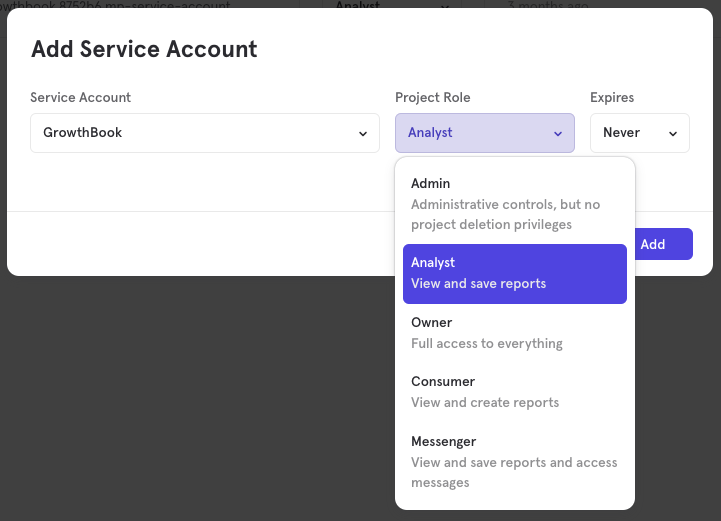 owthbook.8752b6.mp-service-account Analyst 3 months ago
Add Service Account
Service Account Project Role Expires
GrowthBook Analyst Never
Admin
Administrative controls, but no
project deletion privileges
Add
Analyst
View and save reports
Owner
Full access to everything
Consumer
View and create reports
Messenger
View and save reports and access
messages